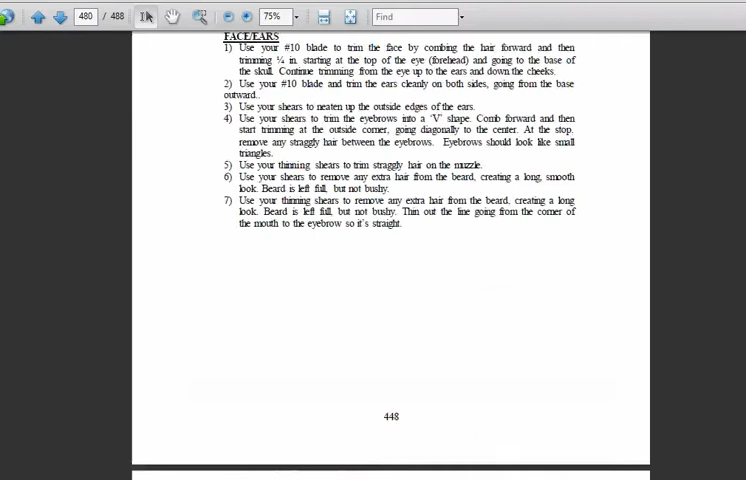 480 / 488 75% Find
FACE/EARS
1) Use your #10 blade to trim the face by combing the hair forward and then
trimming ¼ in. starting at the top of the eye (forehead) and going to the base of
the skull. Continue trimming from the eye up to the ears and down the cheeks.
2) Use your #10 blade and trim the ears cleanly on both sides, going from the base
outward..
3) Use your shears to neaten up the outside edges of the ears.
4) Use your shears to trim the eyebrows into a 'V' shape. Comb forward and then
start trimming at the outside corner, going diagonally to the center. At the stop,
remove any straggly hair between the eyebrows. Eyebrows should look like small
triangles.
5) Use your thinning shears to trim straggly hair on the muzzle.
6) Use your shears to remove any extra hair from the beard, creating a long, smooth
look. Beard is left full, but not bushy.
7) Use your thinning shears to remove any extra hair from the beard, creating a long
look. Beard is left full, but not bushy. Thin out the line going from the corner of
the mouth to the eyebrow so it's straight.
448